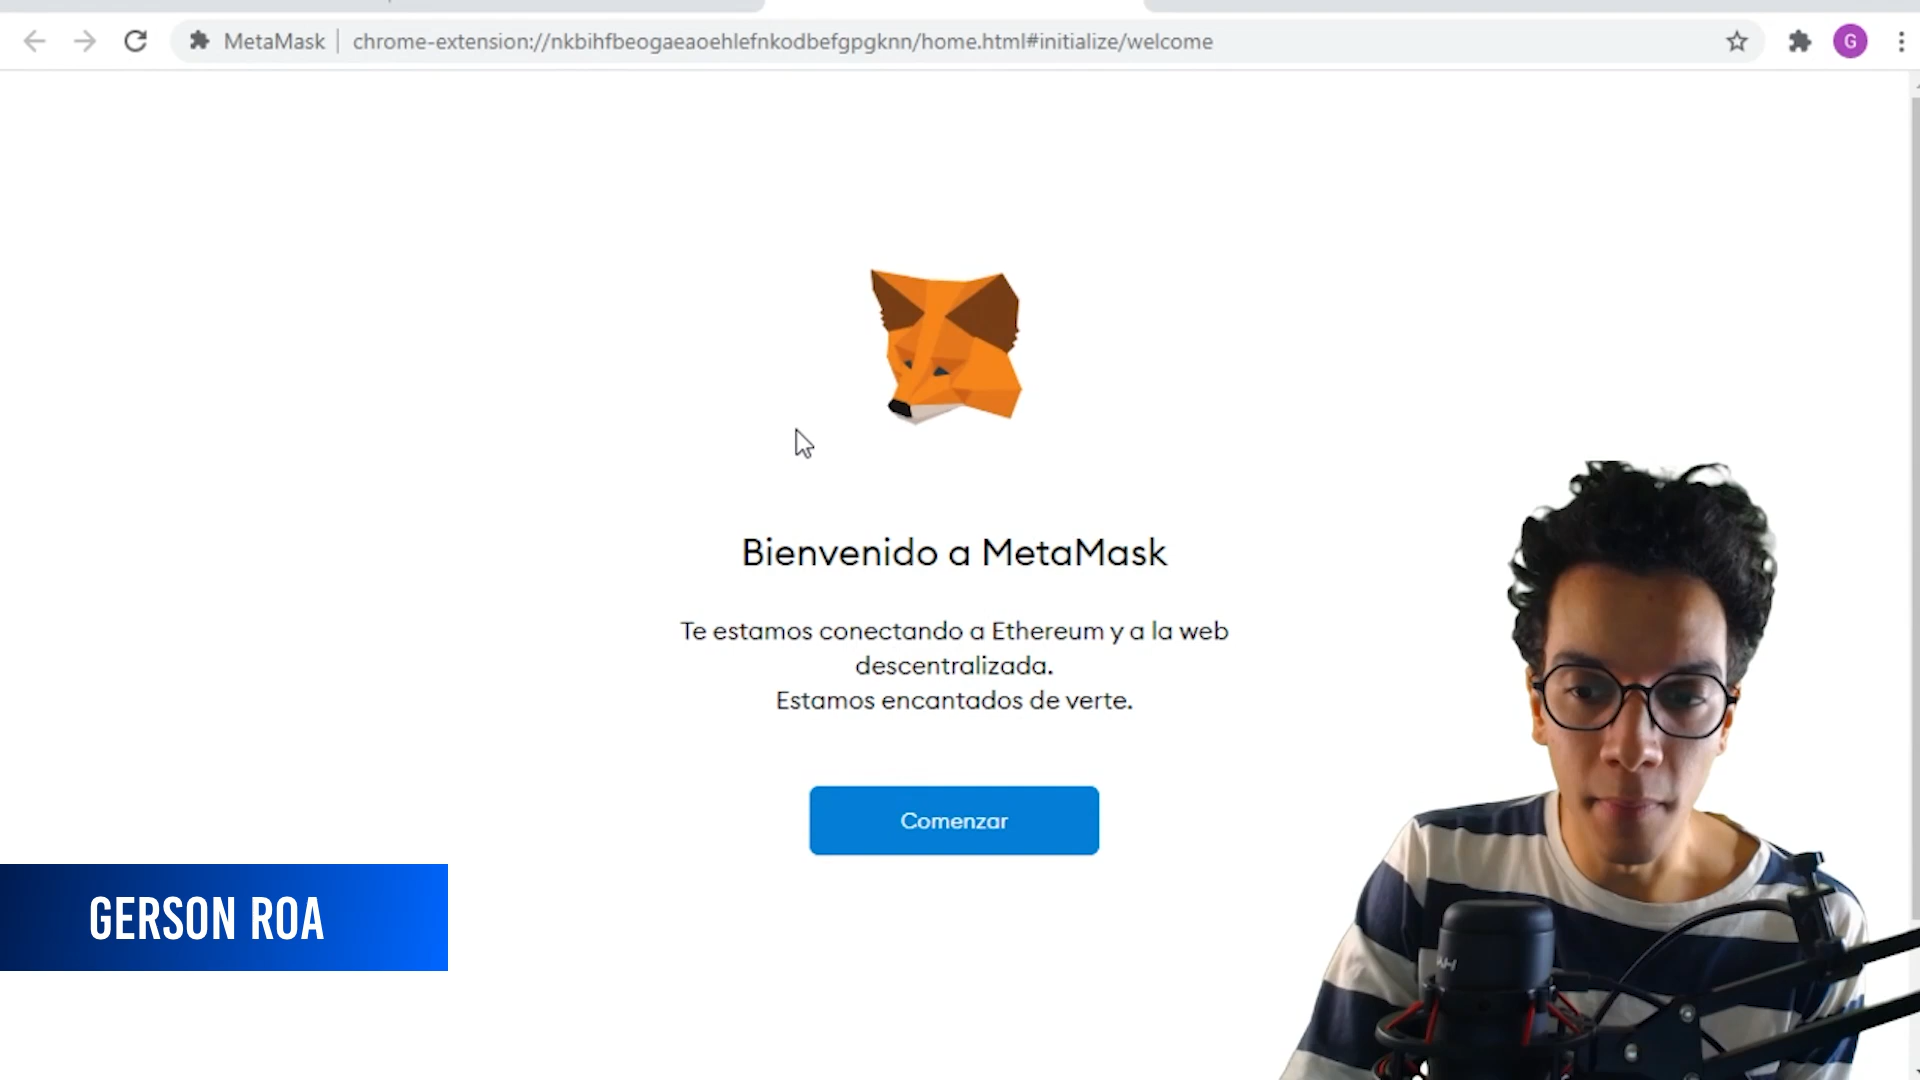 MetaMask
chrome-extension://nkbihfbeogaeaoehlefnkodbefgpgknn/home.html#initialize/welcome
G
Bienvenido a MetaMask
Te estamos conectando a Ethereum y a la web
descentralizada.
Estamos encantados de verte.
Comenzar
GERSON ROA